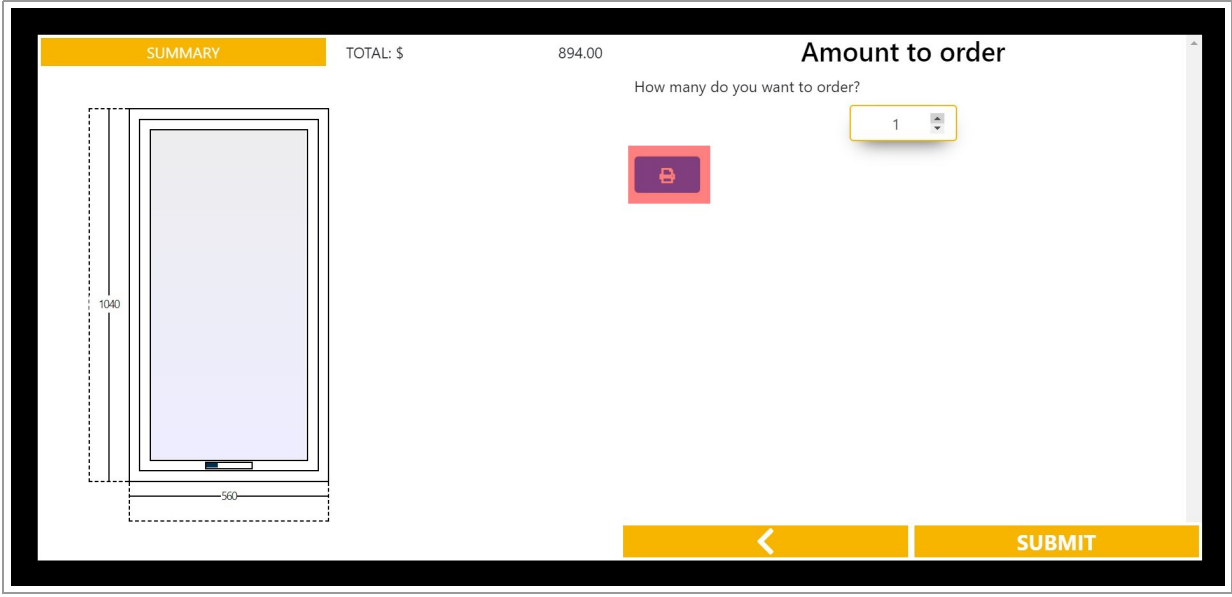 SUMMARY
TOTAL: $ 894.00
1040
560
Amount to order
How many do you want to order?
1
SUBMIT